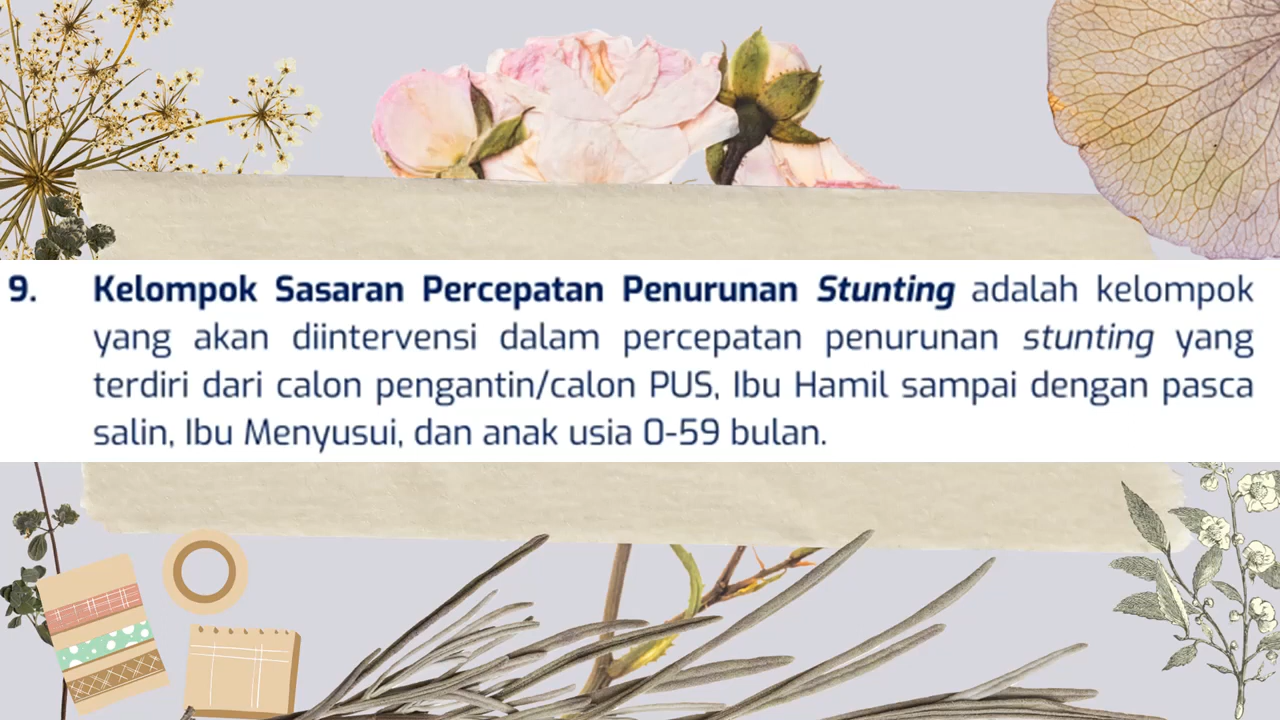 9. Kelompok Sasaran Percepatan Penurunan Stunting adalah kelompok
yang akan diintervensi dalam percepatan penurunan stunting yang
terdiri dari calon pengantin/calon PUS, Ibu Hamil sampai dengan pasca
salin, Ibu Menyusui, dan anak usia 0-59 bulan.